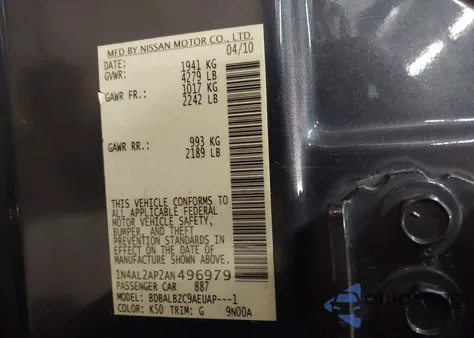 MFD BY NISSAN MOTOR CO., LTD.
DATE: 04/10
GVWR: 1941 KG
4279 LB
GAWR FR.: 1017 KG
2242 LB
GAWR RR.: 993 KG
2189 LB
THIS VEHICLE CONFORMS TO
ALL APPLICABLE FEDERAL
MOTOR VEHICLE SAFETY,
BUMPER, AND THEFT
PREVENTION STANDARDS IN
EFFECT ON THE DATE OF
MANUFACTURE SHOWN ABOVE.
1N4AL2AP2AN496979
PASSENGER CAR 887
MODEL: BDBALBZC9AEUAP---1
COLOR: K50 TRIM: G 9N00A